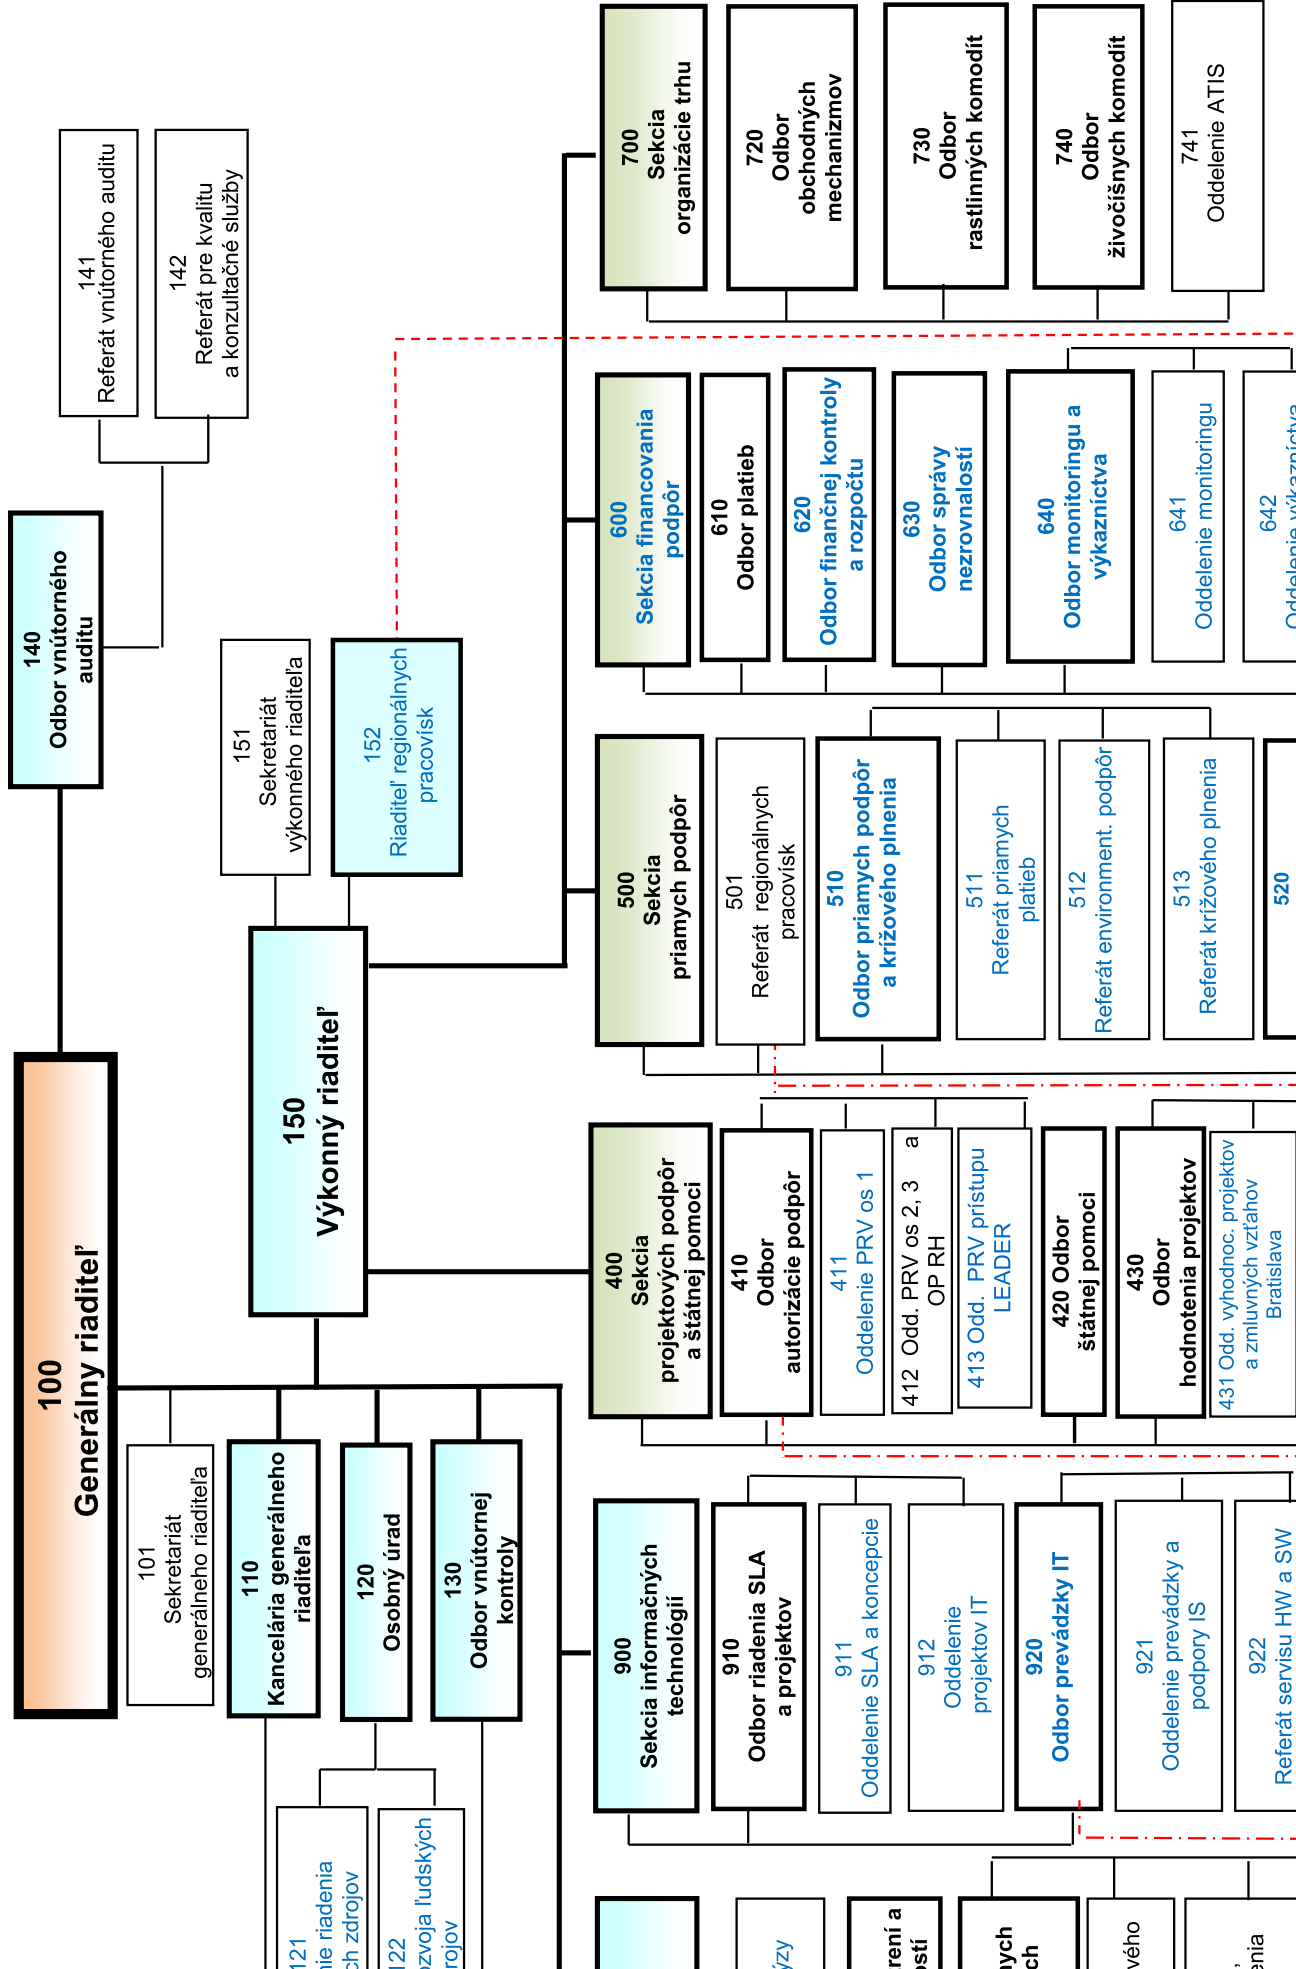 100
Generálny riaditeľ
140
Odbor vnútorného
auditu
141
Referát vnútorného auditu
142
Referát pre kvalitu
a konzultačné služby
101
Sekretariát
generálneho riaditeľa
110
Kancelária generálneho
riaditeľa
120
Osobný úrad
121
riadenia
zdrojov
122
ľudských
130
Odbor vnútornej
kontroly
150
Výkonný riaditeľ
151
Sekretariát
výkonného riaditeľa
152
Riaditeľ regionálnych
pracovísk
900
Sekcia informačných
technológií
910
Odbor riadenia SLA
a projektov
911
Oddelenie SLA a koncepcie
912
Oddelenie
projektov IT
920
Odbor prevádzky IT
921
Oddelenie prevádzky a
podpory IS
922
Referát servisu HW a SW
400
Sekcia
projektových podpôr
a štátnej pomoci
410
Odbor
autorizácie podpôr
411
Oddelenie PRV os 1
412 Odd. PRV os 2, 3 a
OP RH
413 Odd. PRV prístupu
LEADER
420 Odbor
štátnej pomoci
430
Odbor
hodnotenia projektov
431 Odd. vyhodnoc. projektov
a zmluvných vzťahov
Bratislava
500
Sekcia
priamych podpôr
501
Referát regionálnych
pracovísk
510
Odbor priamych podpôr
a krížového plnenia
511
Referát priamych
platieb
512
Referát environment. podpôr
513
Referát krížového plnenia
520
600
Sekcia financovania
podpôr
610
Odbor platieb
620
Odbor finančnej kontroly
a rozpočtu
630
Odbor správy
nezrovnalostí
640
Odbor monitoringu a
výkazníctva
641
Oddelenie monitoringu
642
Oddelenie výkazníctva
700
Sekcia
organizácie trhu
720
Odbor
obchodných
mechanizmov
730
Odbor
rastlinných komodít
740
Odbor
živočíšnych komodít
741
Oddelenie ATIS